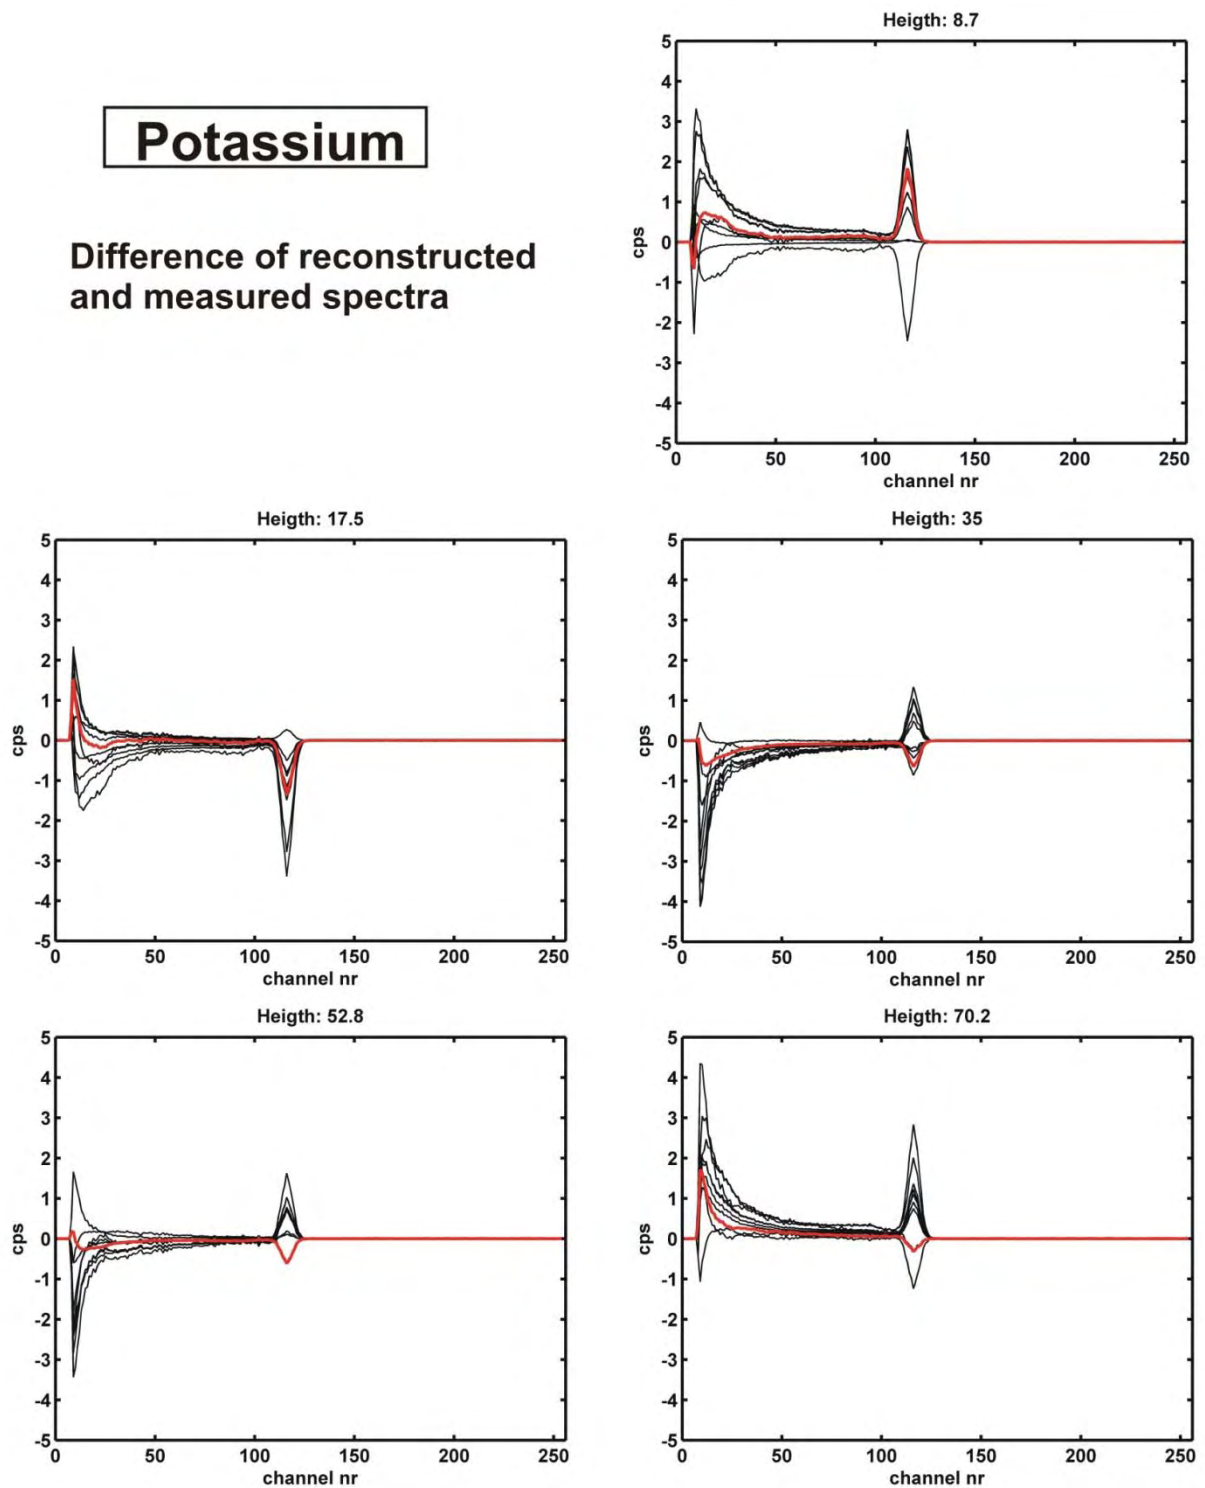 Heigth: 8.7
Potassium
Difference of reconstructed
and measured spectra
5
4
3
2
1
0
-1
-2
-3
-4
-5
cps
0 50 100 150 200 250
channel nr
Heigth: 17.5
5
4
3
2
1
0
-1
-2
-3
-4
-5
cps
0 50 100 150 200 250
channel nr
Heigth: 35
5
4
3
2
1
0
-1
-2
-3
-4
-5
cps
0 50 100 150 200 250
channel nr
Heigth: 52.8
5
4
3
2
1
0
-1
-2
-3
-4
-5
cps
0 50 100 150 200 250
channel nr
Heigth: 70.2
5
4
3
2
1
0
-1
-2
-3
-4
-5
cps
0 50 100 150 200 250
channel nr